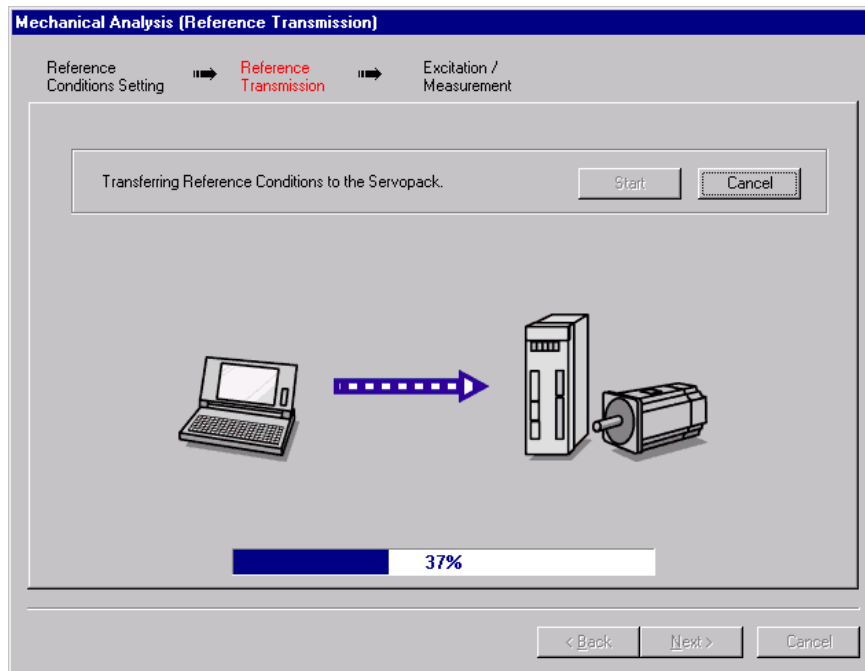 Mechanical Analysis (Reference Transmission)
Reference
Conditions Setting
Reference
Transmission
Excitation /
Measurement
Transferring Reference Conditions to the Servopack.
Start
Cancel
37%
< Back
Next >
Cancel